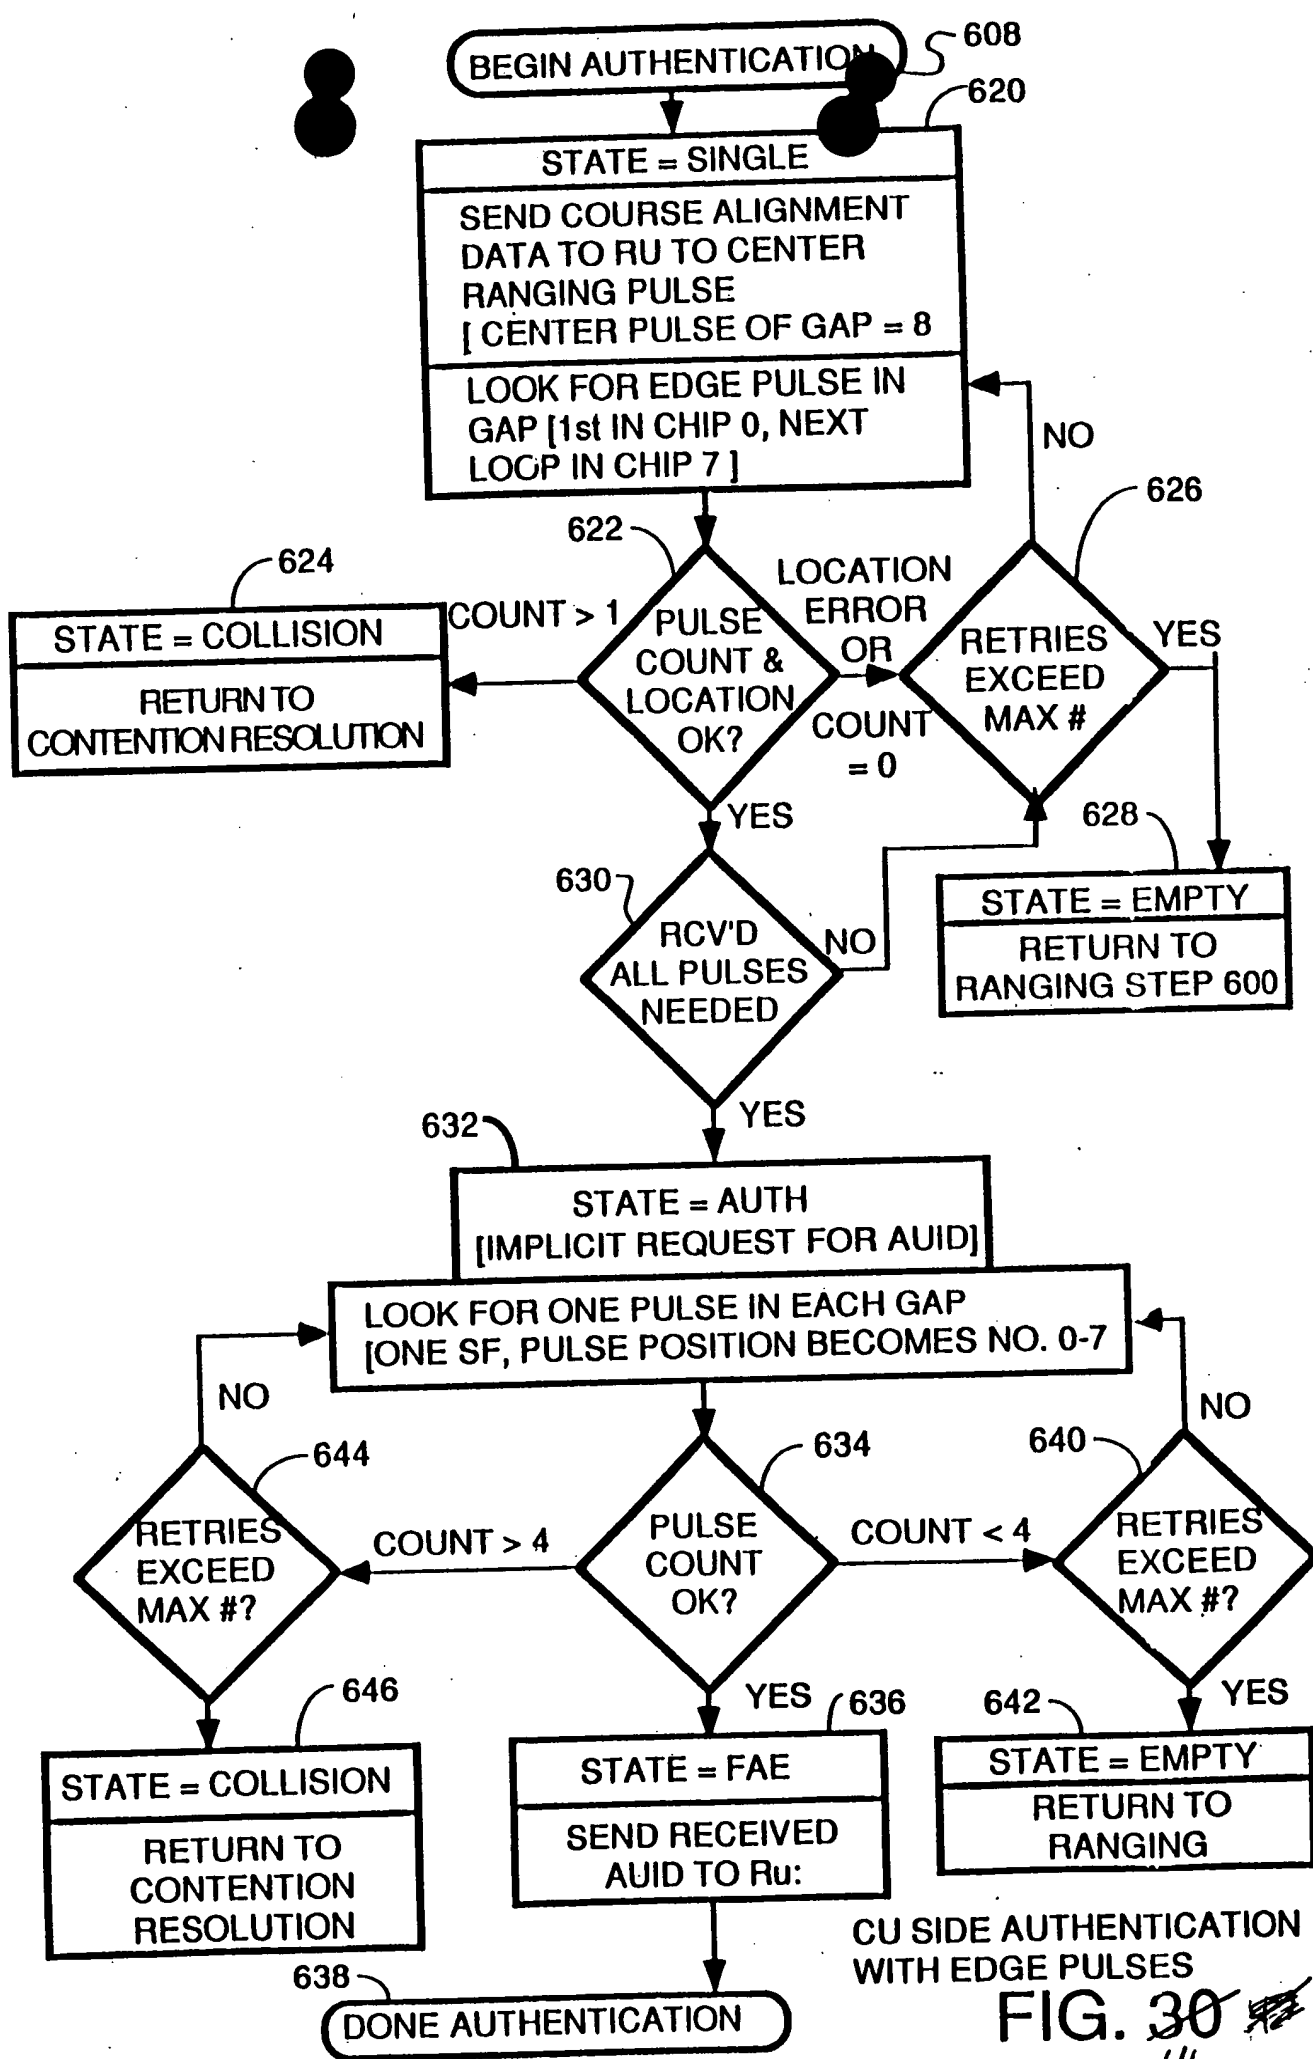 BEGIN AUTHENTICATION
608
620
STATE = SINGLE
SEND COURSE ALIGNMENT
DATA TO RU TO CENTER
RANGING PULSE
[ CENTER PULSE OF GAP = 8
LOOK FOR EDGE PULSE IN
GAP [1st IN CHIP 0, NEXT
LOOP IN CHIP 7 ]
NO
626
622
624
COUNT > 1
STATE = COLLISION
RETURN TO
CONTENTION RESOLUTION
PULSE
COUNT &
LOCATION
OK?
LOCATION
ERROR
OR
COUNT
= 0
RETRIES
EXCEED
MAX #
YES
YES
628
STATE = EMPTY
RETURN TO
RANGING STEP 600
630
RCV'D
ALL PULSES
NEEDED
NO
YES
632
STATE = AUTH
[IMPLICIT REQUEST FOR AUID]
LOOK FOR ONE PULSE IN EACH GAP
[ONE SF, PULSE POSITION BECOMES NO. 0-7
NO
NO
644
634
640
RETRIES
EXCEED
MAX #?
COUNT > 4
PULSE
COUNT
OK?
COUNT < 4
RETRIES
EXCEED
MAX #?
646
YES
636
642
YES
STATE = COLLISION
RETURN TO
CONTENTION
RESOLUTION
STATE = FAE
SEND RECEIVED
AUID TO Ru:
STATE = EMPTY
RETURN TO
RANGING
638
DONE AUTHENTICATION
CU SIDE AUTHENTICATION
WITH EDGE PULSES
FIG. 30